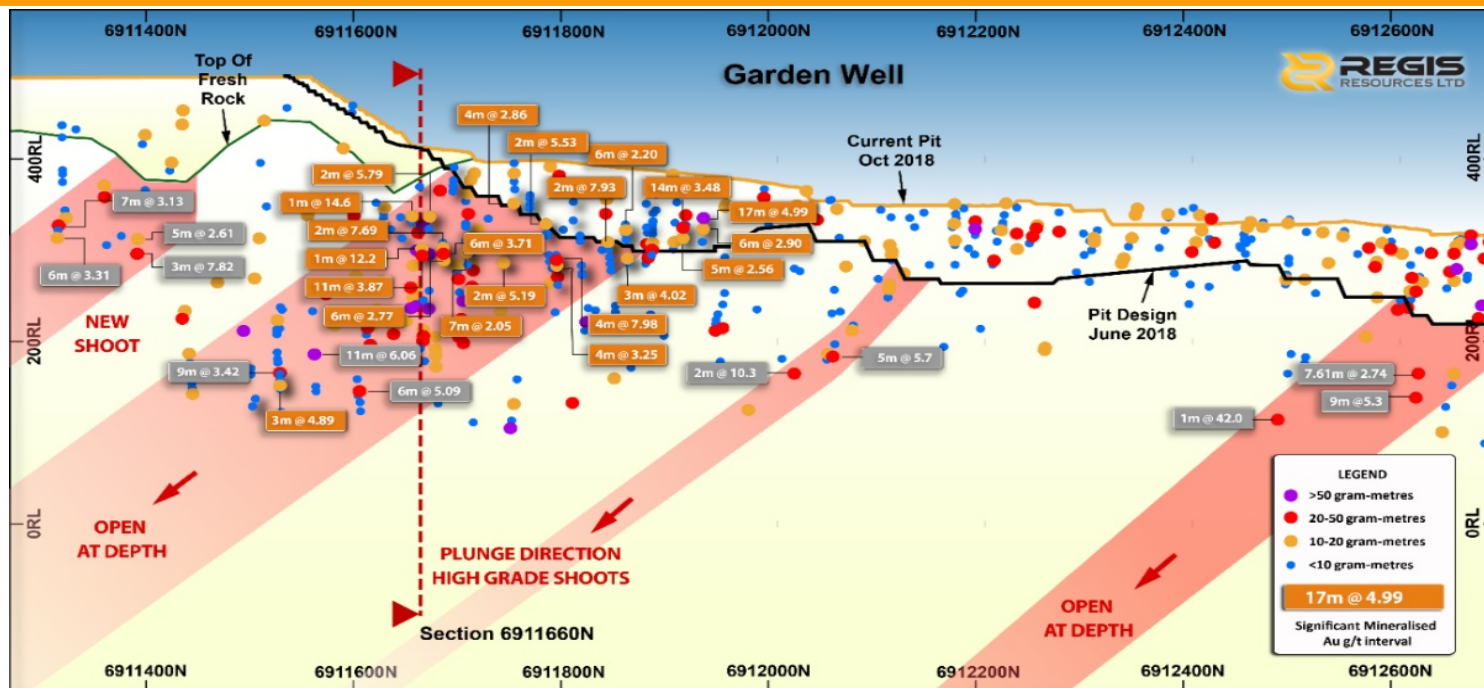 6911400N
6911600N
6911800N
6912000N
6912200N
6912400N
6912600N
Garden Well
REGIS
RESOURCES LTD
Top Of
Fresh
Rock
Current Pit
Oct 2018
400RL
400RL
4m @ 2.86
2m @ 5.53
6m @ 2.20
2m @ 5.79
2m @ 7.93
14m @ 3.48
7m @ 3.13
1m @ 14.6
17m @ 4.99
5m @ 2.61
2m @ 7.69
6m @ 3.71
6m @ 2.90
6m @ 3.31
3m @ 7.82
1m @ 12.2
5m @ 2.56
11m @ 3.87
2m @ 5.19
3m @ 4.02
6m @ 2.77
7m @ 2.05
4m @ 7.98
Pit Design
June 2018
NEW
SHOOT
200RL
200RL
11m @ 6.06
4m @ 3.25
5m @ 5.7
9m @ 3.42
2m @ 10.3
7.61m @ 2.74
6m @ 5.09
9m @5.3
3m @ 4.89
1m @ 42.0
0RL
0RL
OPEN
AT DEPTH
PLUNGE DIRECTION
HIGH GRADE SHOOTS
OPEN
AT DEPTH
Section 6911660N
LEGEND
>50 gram-metres
20-50 gram-metres
10-20 gram-metres
<10 gram-metres
17m @ 4.99
Significant Mineralised
Au g/t interval
6911400N
6911600N
6911800N
6912000N
6912200N
6912400N
6912600N